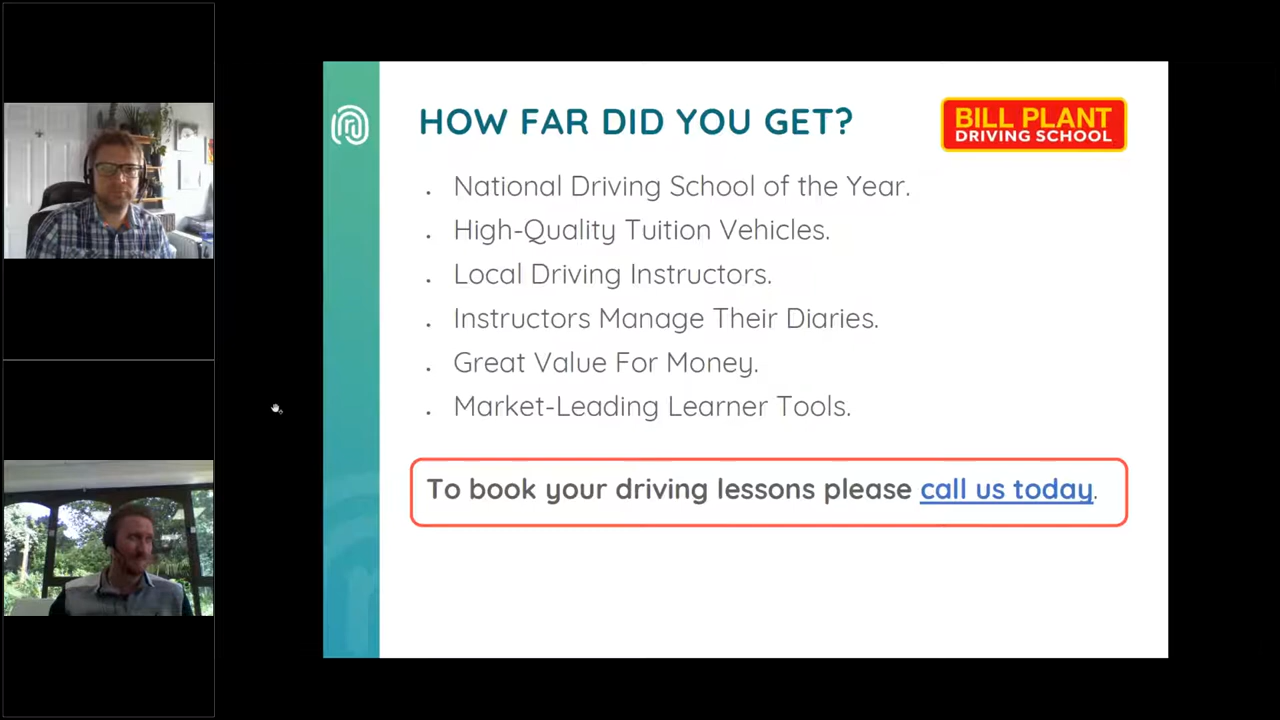 HOW FAR DID YOU GET?
BILL PLANT
DRIVING SCHOOL
National Driving School of the Year.
High-Quality Tuition Vehicles.
Local Driving Instructors.
Instructors Manage Their Diaries.
Great Value For Money.
Market-Leading Learner Tools.
To book your driving lessons please call us today.